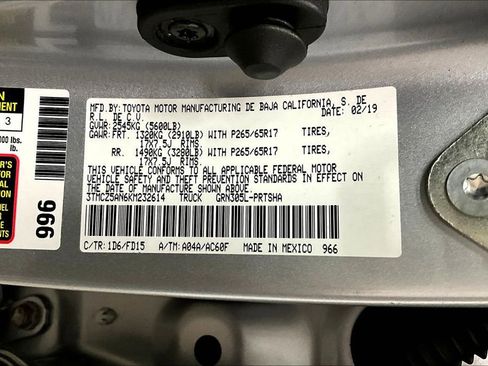 MFD.BY:TOYOTA MOTOR MANUFACTURING DE BAJA CALIFORNIA, S. DE
R.L. DE C.V. DATE: 02/19
GVWR:2545KG (5600LB)
GAWR:FRT. 1320KG (2910LB) WITH P265/65R17 TIRES,
17X7.5J RIMS.
RR. 1490KG (3280LB) WITH P265/65R17 TIRES,
17X7.5J RIMS.
THIS VEHICLE CONFORMS TO ALL APPLICABLE FEDERAL MOTOR
VEHICLE SAFETY AND THEFT PREVENTION STANDARDS IN EFFECT ON
THE DATE OF MANUFACTURE SHOWN ABOVE.
3TMCZ5AN6KM232614 TRUCK GRN305L-PRTSHA
C/TR: 1D6/FD15 A/TM: A04A/AC60F MADE IN MEXICO 966
996
3
lb.